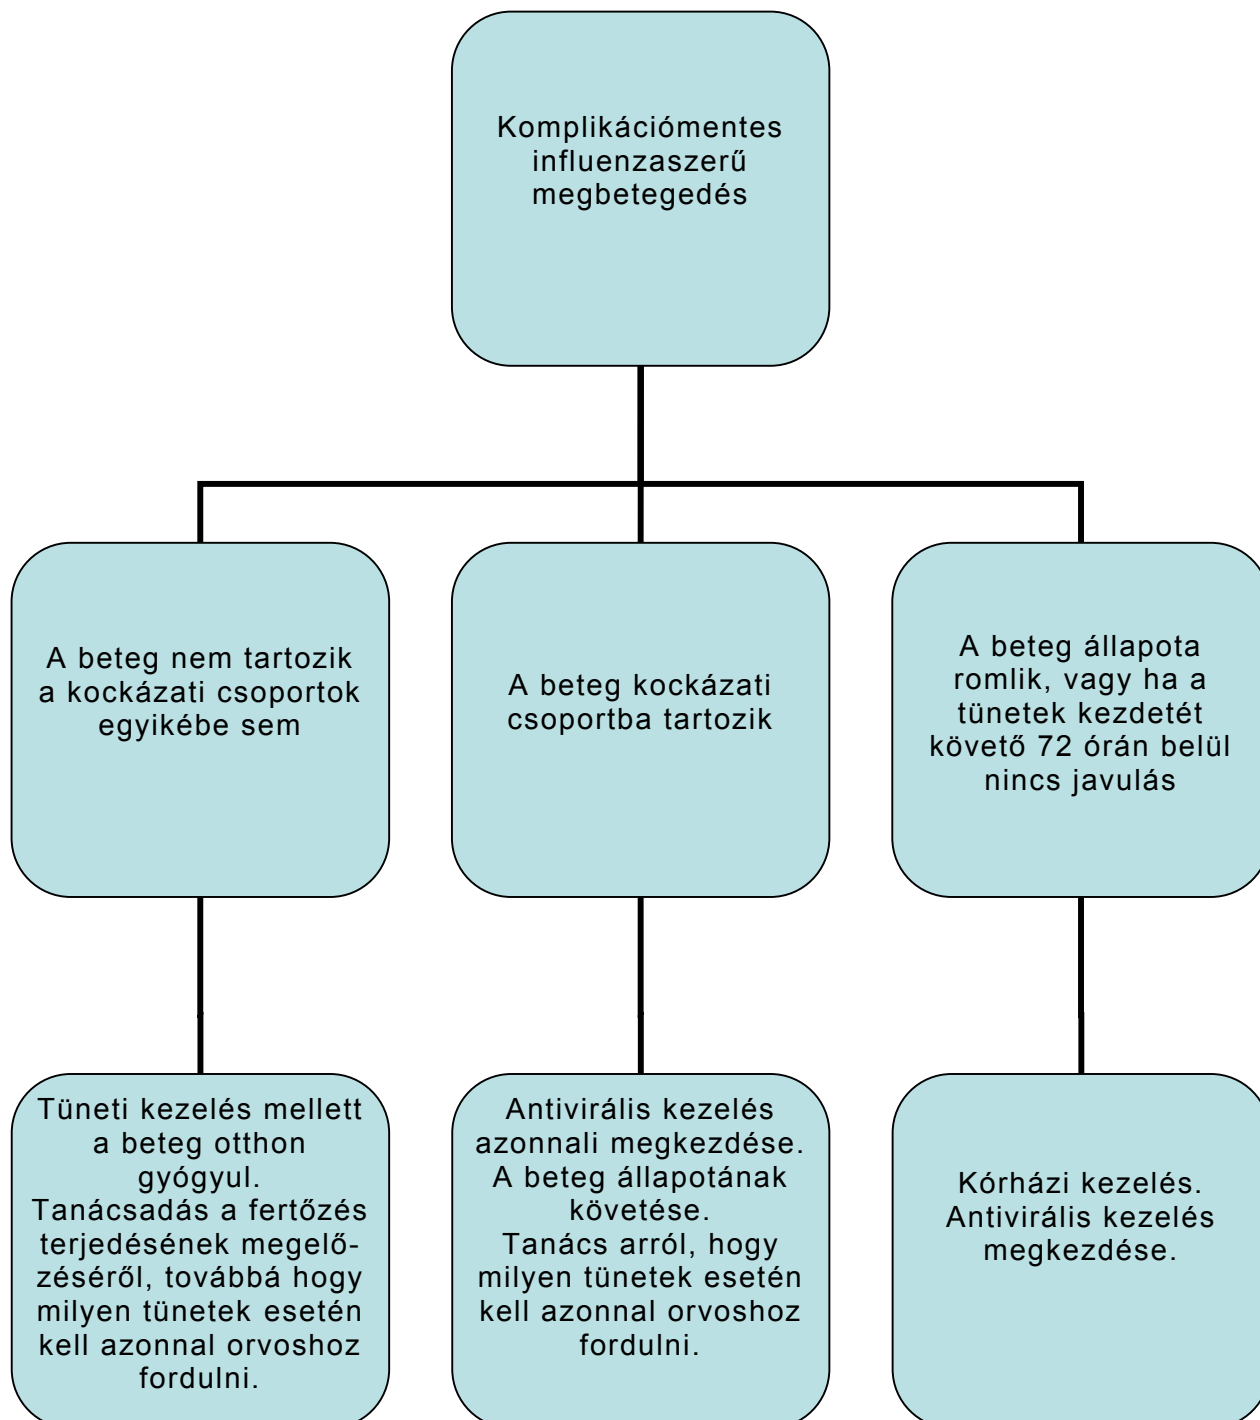 Komplikációmentes
influenzaszerű
megbetegedés
A beteg nem tartozik
a kockázati csoportok
egyikébe sem
A beteg kockázati
csoportba tartozik
A beteg állapota
romlik, vagy ha a
tünetek kezdetét
követő 72 órán belül
nincs javulás
Tüneti kezelés mellett
a beteg otthon
gyógyul.
Tanácsadás a fertőzés
terjedésének megelő-
zéséről, továbbá hogy
milyen tünetek esetén
kell azonnal orvoshoz
fordulni.
Antivirális kezelés
azonnali megkezdése.
A beteg állapotának
követése.
Tanács arról, hogy
milyen tünetek esetén
kell azonnal orvoshoz
fordulni.
Kórházi kezelés.
Antivirális kezelés
megkezdése.